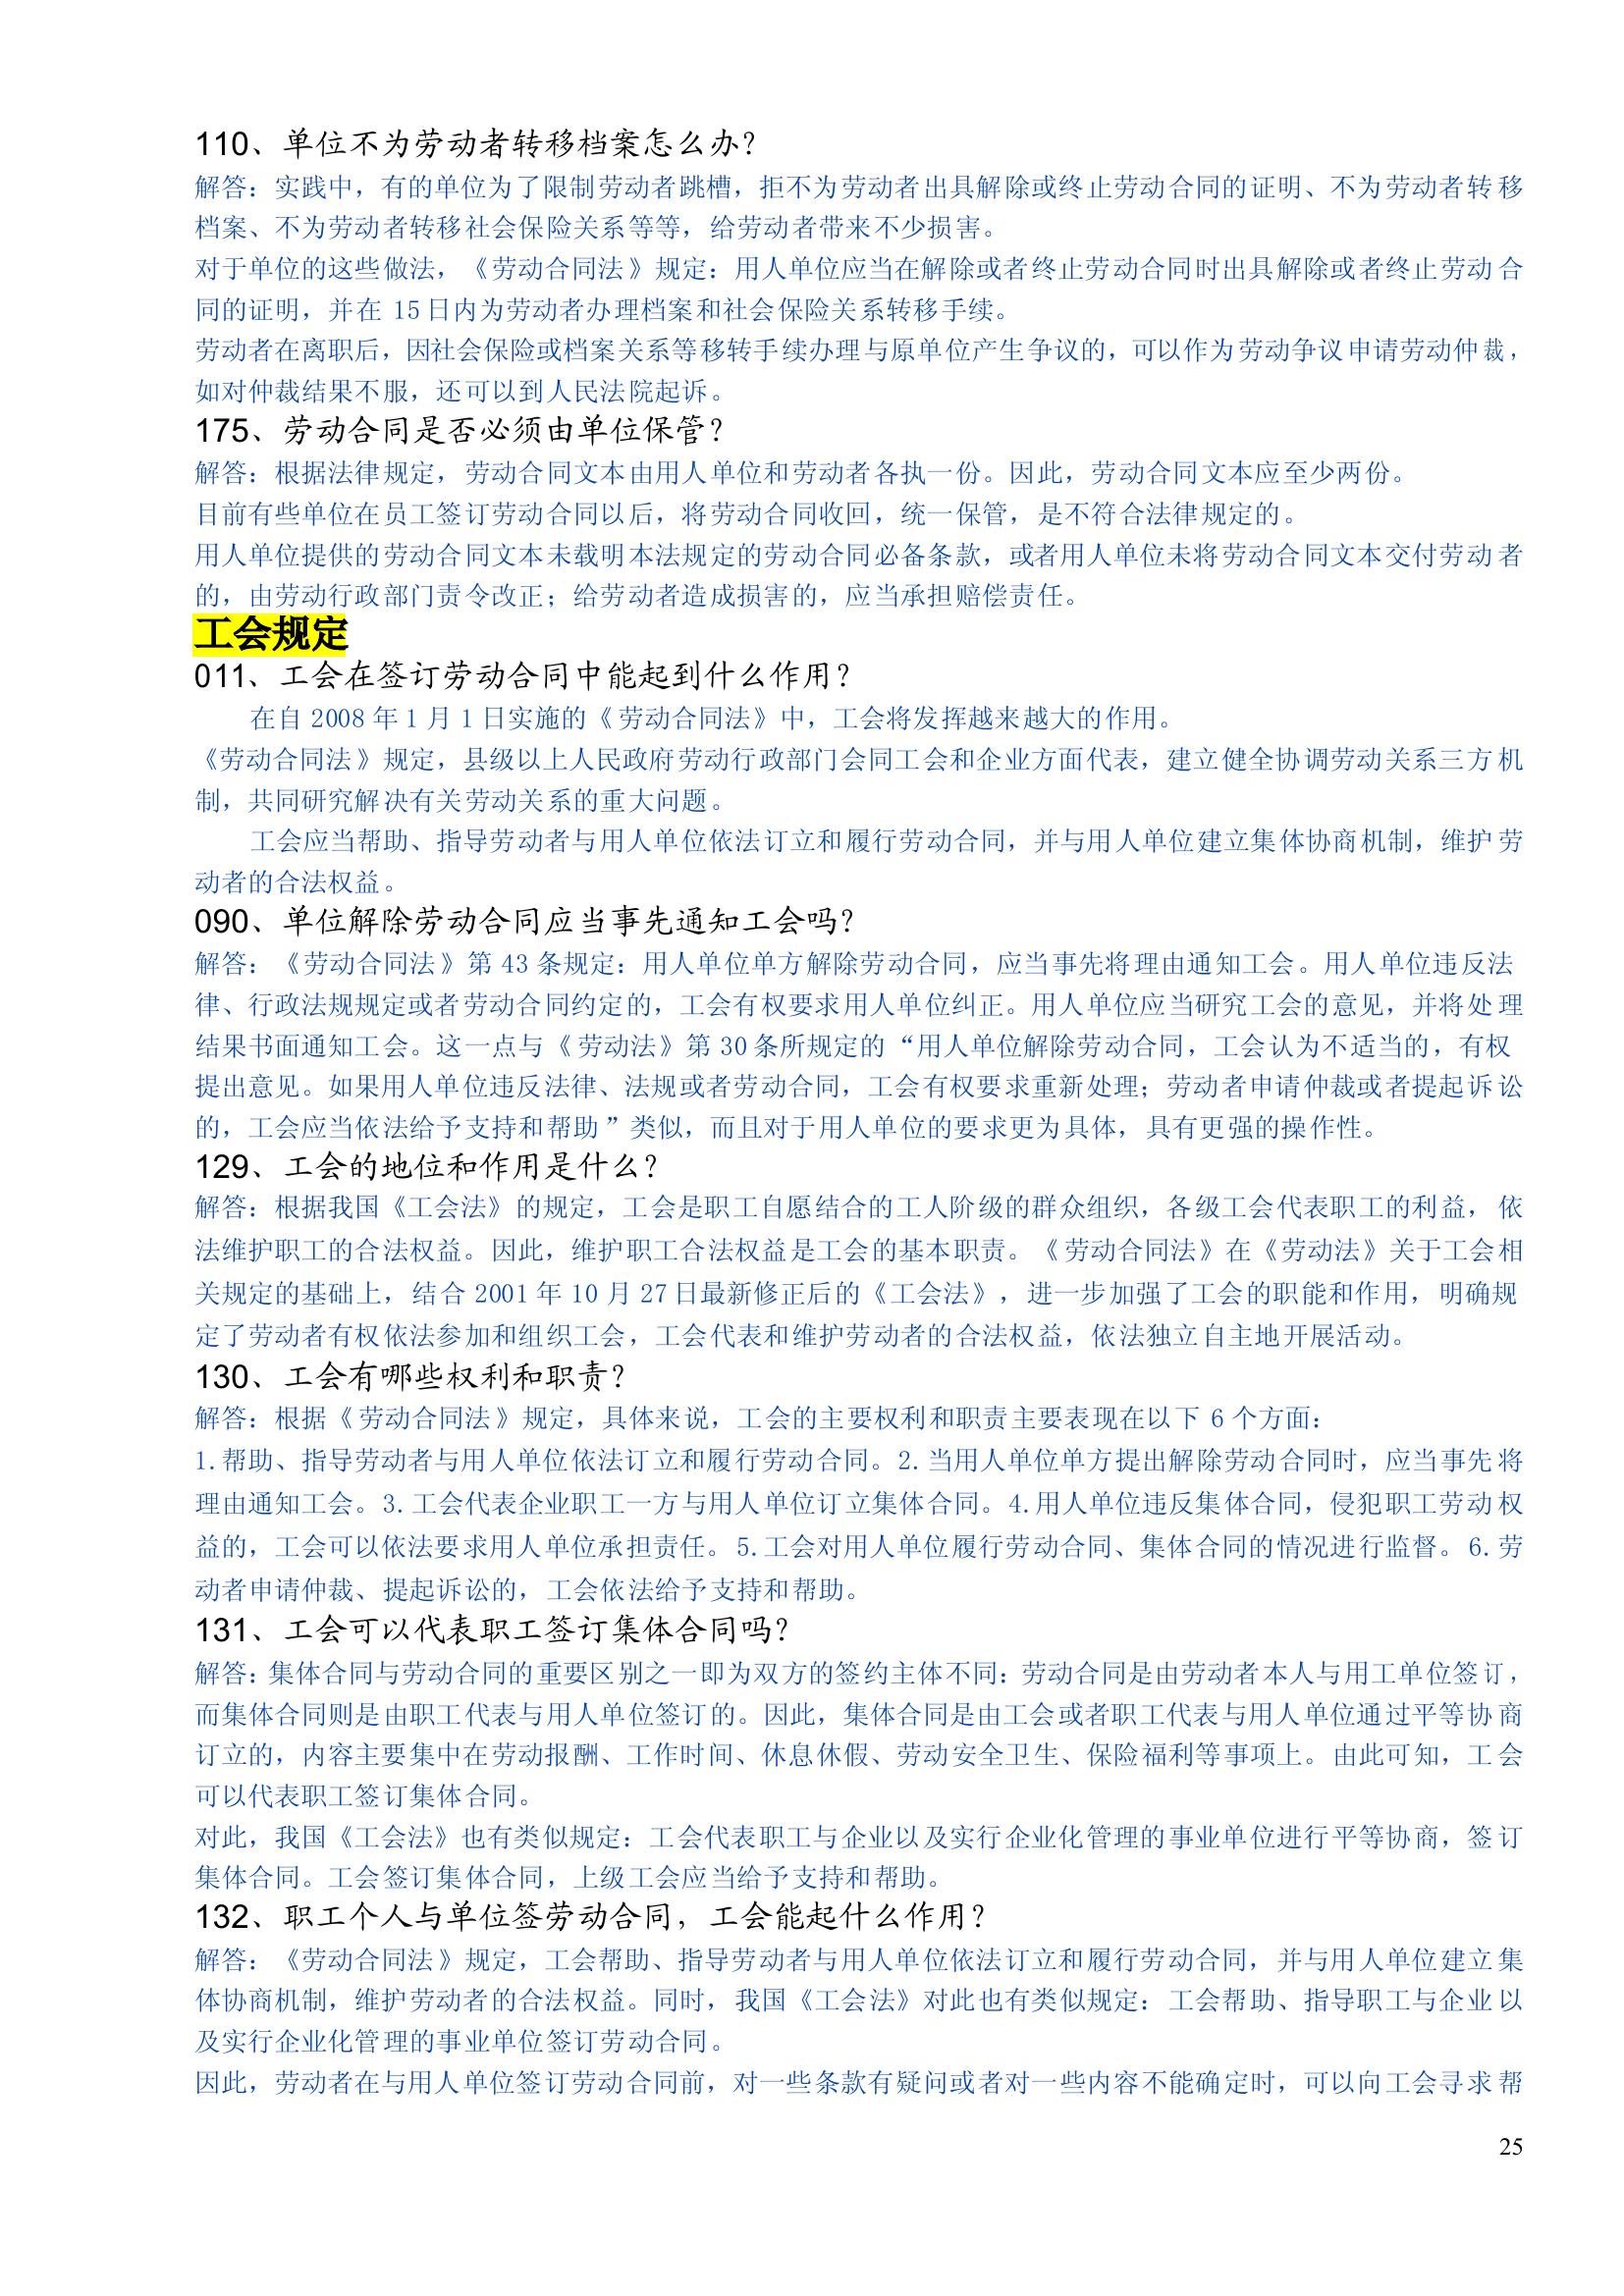 110、单位不为劳动者转移档案怎么办？
解答：实践中，有的单位为了限制劳动者跳槽，拒不为劳动者出具解除或终止劳动合同的证明、不为劳动者转移
档案、不为劳动者转移社会保险关系等等，给劳动者带来不少损害。
对于单位的这些做法，《劳动合同法》规定：用人单位应当在解除或者终止劳动合同时出具解除或者终止劳动合
同的证明，并在 15 日内为劳动者办理档案和社会保险关系转移手续。
劳动者在离职后，因社会保险或档案关系等移转手续办理与原单位产生争议的，可以作为劳动争议申请劳动仲裁，
如对仲裁结果不服，还可以到人民法院起诉。
175、劳动合同是否必须由单位保管？
解答：根据法律规定，劳动合同文本由用人单位和劳动者各执一份。因此，劳动合同文本应至少两份。
目前有些单位在员工签订劳动合同以后，将劳动合同收回，统一保管，是不符合法律规定的。
用人单位提供的劳动合同文本未载明本法规定的劳动合同必备条款，或者用人单位未将劳动合同文本交付劳动者
的，由劳动行政部门责令改正；给劳动者造成损害的，应当承担赔偿责任。
工会规定
011、工会在签订劳动合同中能起到什么作用？
在自 2008 年 1 月 1 日实施的《劳动合同法》中，工会将发挥越来越大的作用。
《劳动合同法》规定，县级以上人民政府劳动行政部门会同工会和企业方面代表，建立健全协调劳动关系三方机
制，共同研究解决有关劳动关系的重大问题。
工会应当帮助、指导劳动者与用人单位依法订立和履行劳动合同，并与用人单位建立集体协商机制，维护劳
动者的合法权益。
090、单位解除劳动合同应当事先通知工会吗？
解答：《劳动合同法》第 43 条规定：用人单位单方解除劳动合同，应当事先将理由通知工会。用人单位违反法
律、行政法规规定或者劳动合同约定的，工会有权要求用人单位纠正。用人单位应当研究工会的意见，并将处理
结果书面通知工会。这一点与《劳动法》第 30 条所规定的“用人单位解除劳动合同，工会认为不适当的，有权
提出意见。如果用人单位违反法律、法规或者劳动合同，工会有权要求重新处理；劳动者申请仲裁或者提起诉讼
的，工会应当依法给予支持和帮助”类似，而且对于用人单位的要求更为具体，具有更强的操作性。
129、工会的地位和作用是什么？
解答：根据我国《工会法》的规定，工会是职工自愿结合的工人阶级的群众组织，各级工会代表职工的利益，依
法维护职工的合法权益。因此，维护职工合法权益是工会的基本职责。《劳动合同法》在《劳动法》关于工会相
关规定的基础上，结合 2001 年 10 月 27 日最新修正后的《工会法》，进一步加强了工会的职能和作用，明确规
定了劳动者有权依法参加和组织工会，工会代表和维护劳动者的合法权益，依法独立自主地开展活动。
130、工会有哪些权利和职责？
解答：根据《劳动合同法》规定，具体来说，工会的主要权利和职责主要表现在以下 6 个方面：
1.帮助、指导劳动者与用人单位依法订立和履行劳动合同。2.当用人单位单方提出解除劳动合同时，应当事先将
理由通知工会。3.工会代表企业职工一方与用人单位订立集体合同。4.用人单位违反集体合同，侵犯职工劳动权
益的，工会可以依法要求用人单位承担责任。5.工会对用人单位履行劳动合同、集体合同的情况进行监督。6.劳
动者申请仲裁、提起诉讼的，工会依法给予支持和帮助。
131、工会可以代表职工签订集体合同吗？
解答：集体合同与劳动合同的重要区别之一即为双方的签约主体不同：劳动合同是由劳动者本人与用工单位签订，
而集体合同则是由职工代表与用人单位签订的。因此，集体合同是由工会或者职工代表与用人单位通过平等协商
订立的，内容主要集中在劳动报酬、工作时间、休息休假、劳动安全卫生、保险福利等事项上。由此可知，工会
可以代表职工签订集体合同。
对此，我国《工会法》也有类似规定：工会代表职工与企业以及实行企业化管理的事业单位进行平等协商，签订
集体合同。工会签订集体合同，上级工会应当给予支持和帮助。
132、职工个人与单位签劳动合同，工会能起什么作用？
解答：《劳动合同法》规定，工会帮助、指导劳动者与用人单位依法订立和履行劳动合同，并与用人单位建立集
体协商机制，维护劳动者的合法权益。同时，我国《工会法》对此也有类似规定：工会帮助、指导职工与企业以
及实行企业化管理的事业单位签订劳动合同。
因此，劳动者在与用人单位签订劳动合同前，对一些条款有疑问或者对一些内容不能确定时，可以向工会寻求帮
25